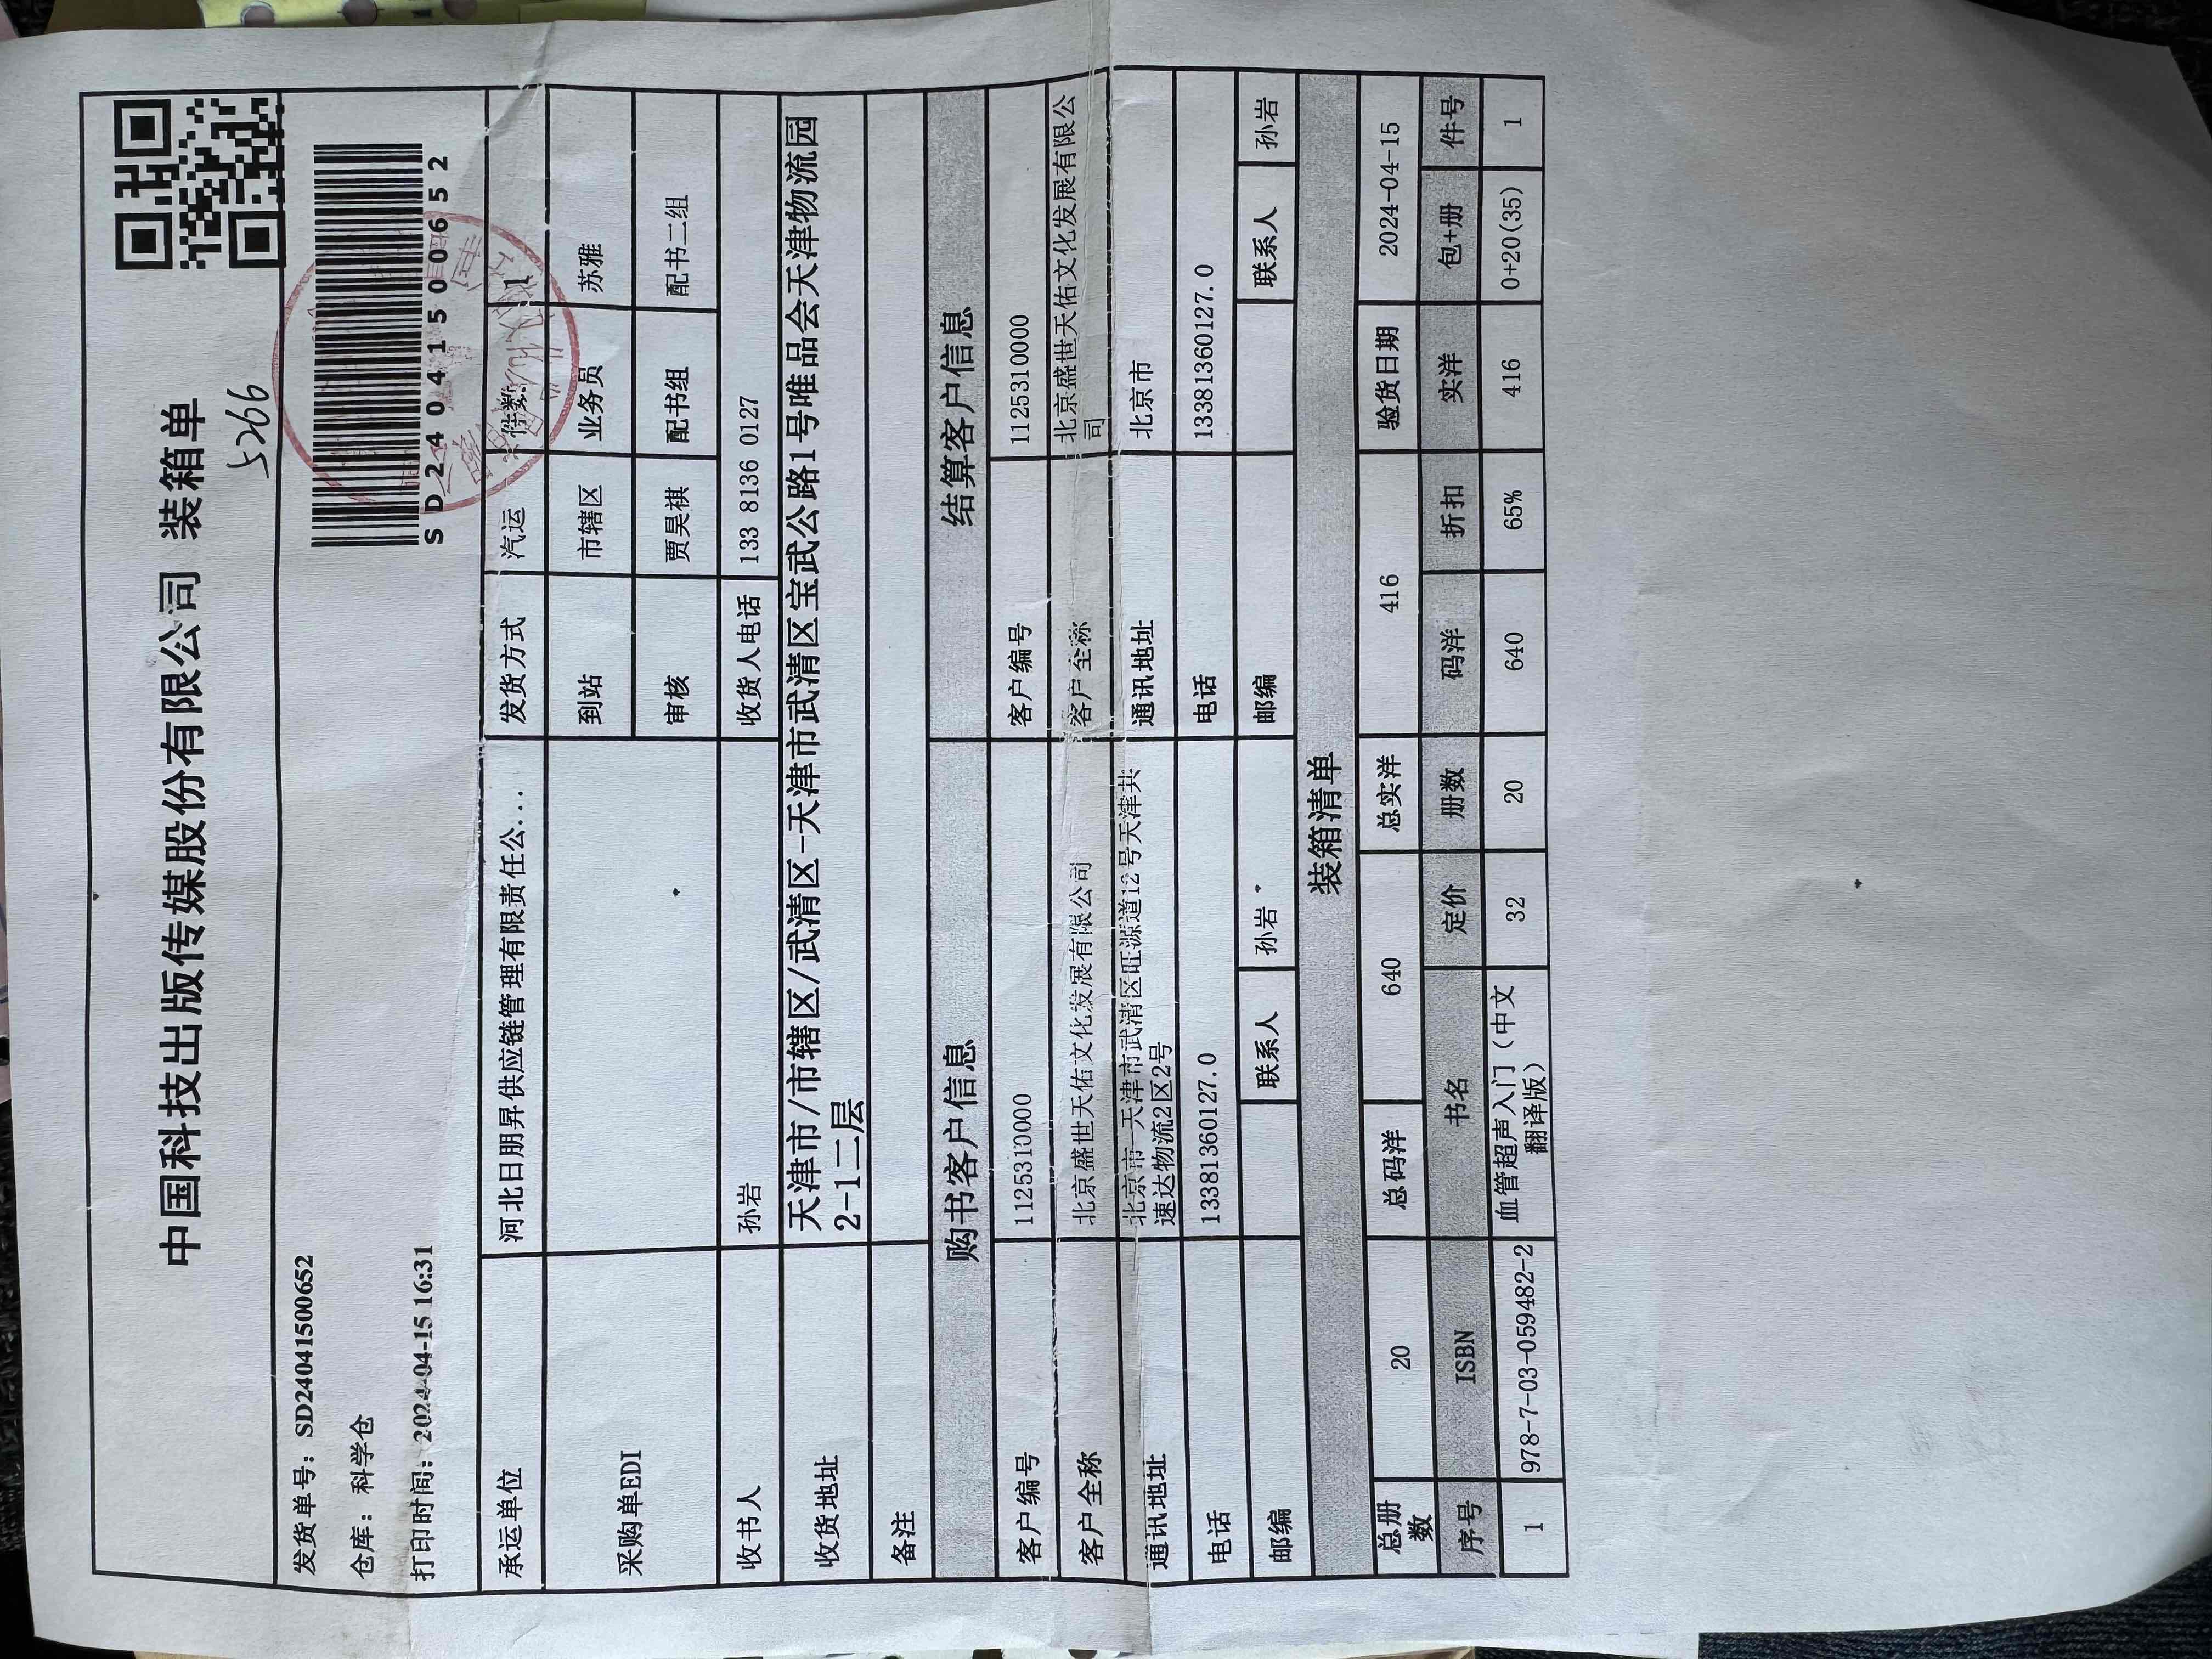 中国科技出版传媒股份有限公司 装箱单
5266
发货单号: SD24041500652
仓库: 科学仓
打印时间: 2024-04-15 16:31
SD2404150065​2
承运单位 河北日朋昇供应链管理有限责任公... 发货方式 汽运 件数: 1
采购单EDI 到站 市辖区 业务员 苏雅
审核 贾昊祺 配书组 配书二组
收书人 孙岩 收货人电话 133 8136 0127
收货地址 天津市/市辖区/武清区-天津市武清区宝武公路1号唯品会天津物流园
2-1二层
备注
购书客户信息 结算客户信息
客户编号 1125310000 客户编号 1125310000
客户全称 北京盛世天佑文化发展有限公司 客户全称 北京盛世天佑文化发展有限公
司
通讯地址 北京市-天津市武清区旺源道12号天津共
速达物流2区2号 通讯地址 北京市
电话 13381360127.0 电话 13381360127.0
邮编 联系人 孙岩 邮编 联系人 孙岩
装箱清单
总册
数 20 总码洋 640 总实洋 416 验货日期 2024-04-15
序号 ISBN 书名 定价 册数 码洋 折扣 实洋 包+册 件号
1 978-7-03-059482-2 血管超声入门（中文
翻译版） 32 20 640 65% 416 0+20(35) 1